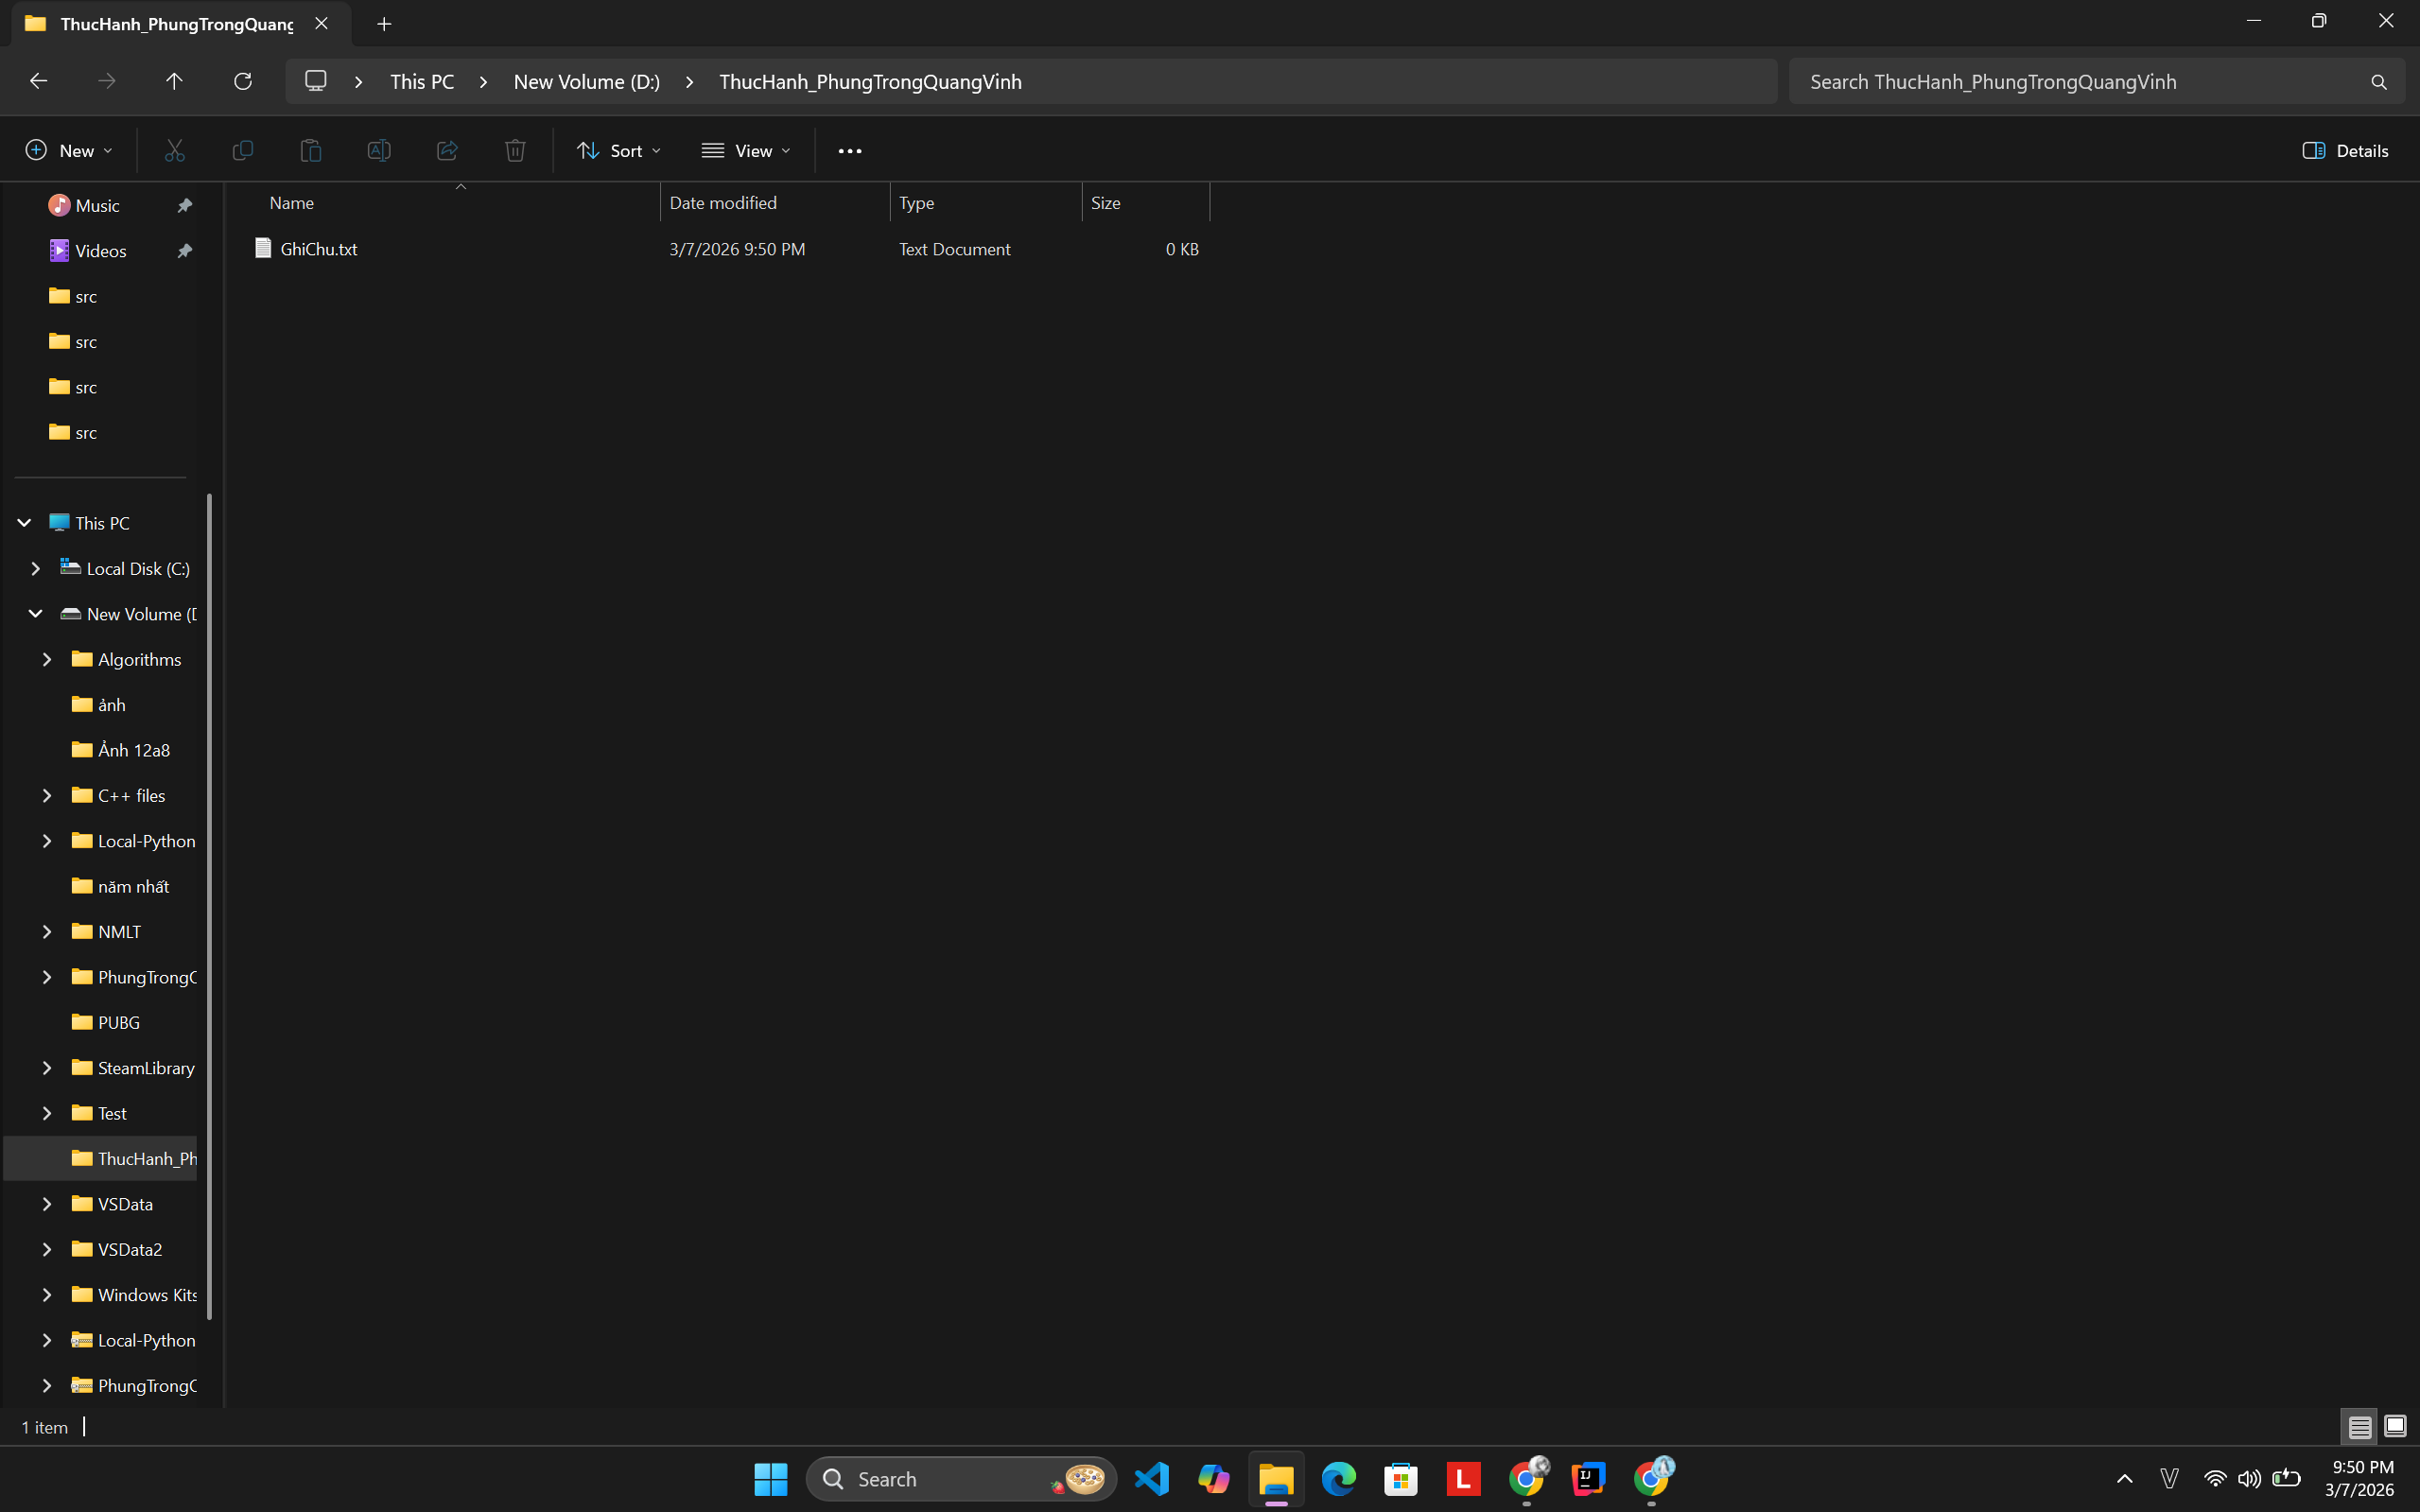 ThucHanh_PhungTrongQuang
This PC > New Volume (D:) > ThucHanh_PhungTrongQuangVinh
Search ThucHanh_PhungTrongQuangVinh
New
Sort
View
Details
Name
Date modified
Type
Size
GhiChu.txt
3/7/2026 9:50 PM
Text Document
0 KB
Music
Videos
src
src
src
src
This PC
Local Disk (C:)
New Volume (D
Algorithms
ảnh
Ảnh 12a8
C++ files
Local-Python
năm nhất
NMLT
PhungTrongQ
PUBG
SteamLibrary
Test
ThucHanh_Ph
VSData
VSData2
Windows Kits
Local-Python
PhungTrongQ
1 item
Search
9:50 PM
3/7/2026